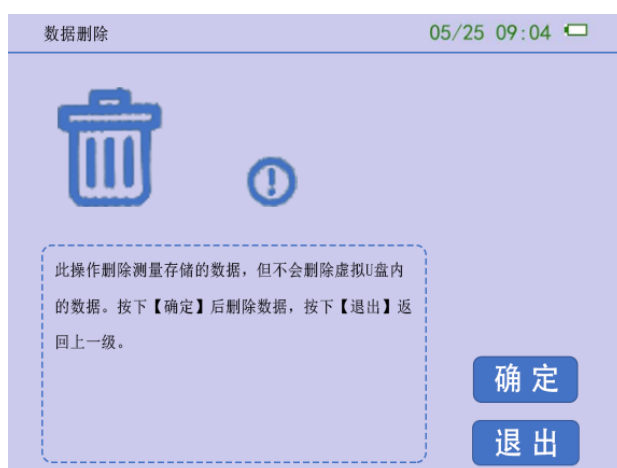 数据删除
05/25 09:04
此操作删除测量存储的数据，但不会删除虚拟U盘内
的数据。按下【确定】后删除数据，按下【退出】返
回上一级。
确定
退出